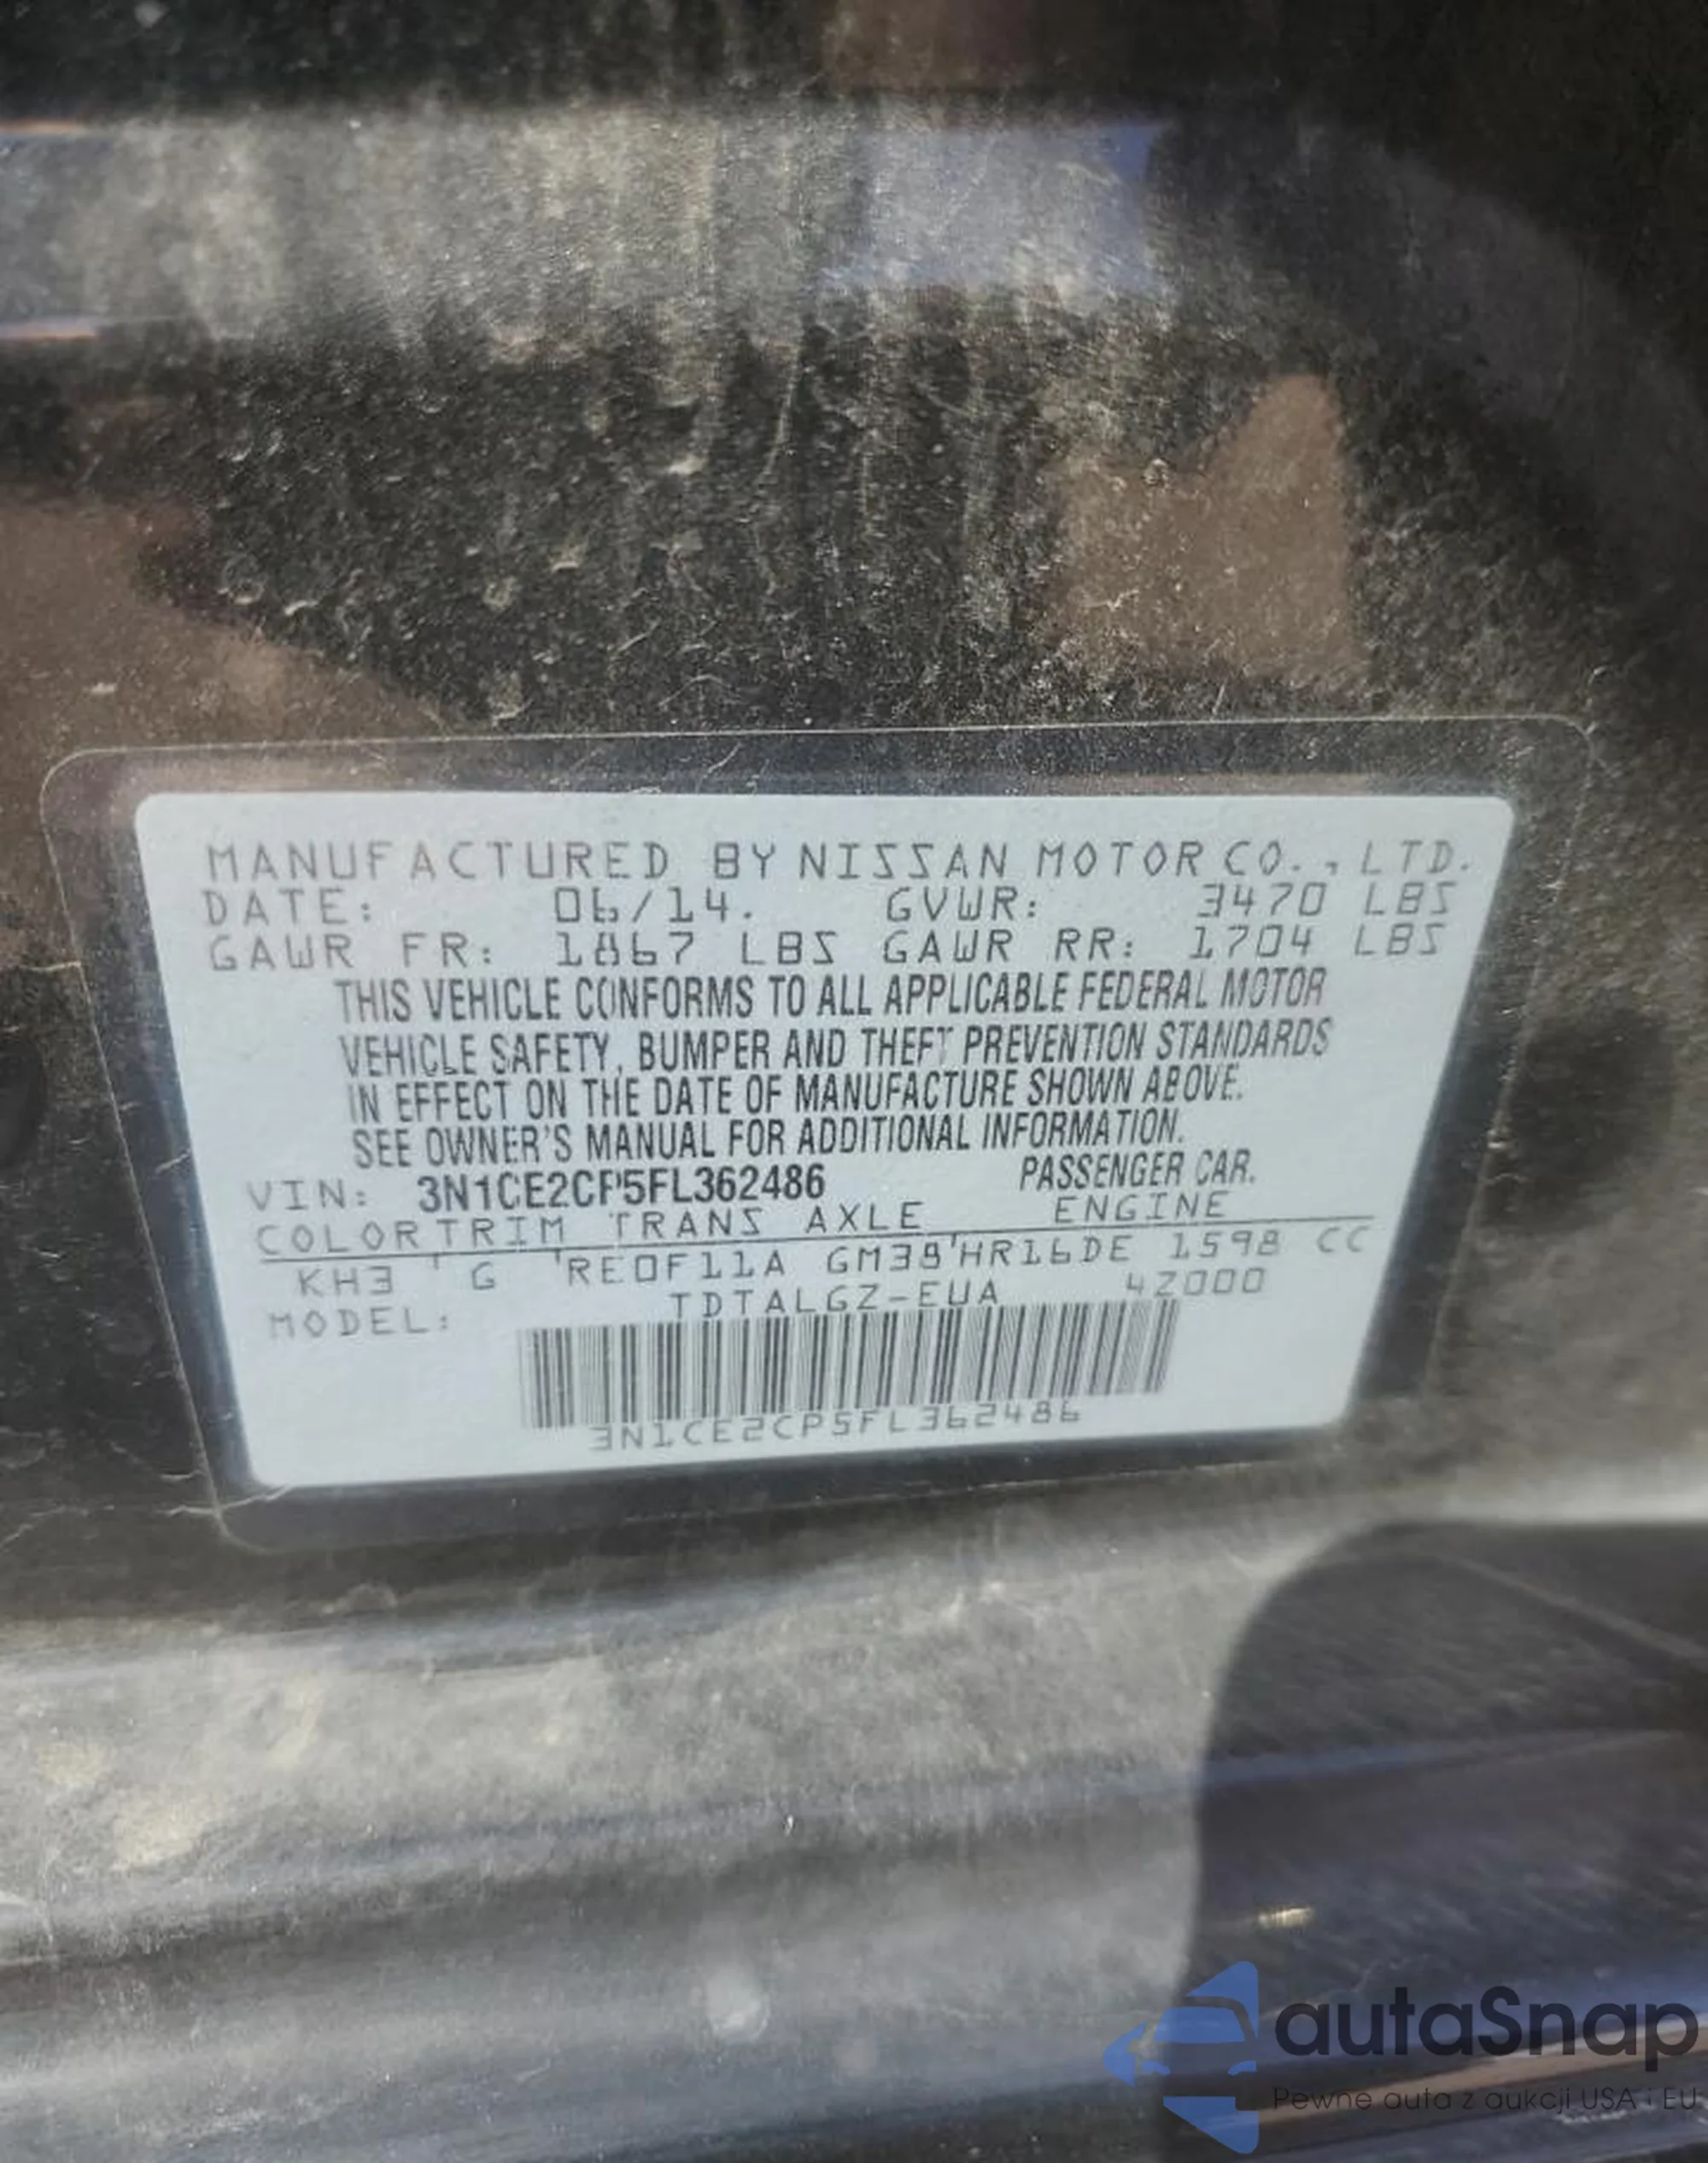 MANUFACTURED BY NISSAN MOTOR CO., LTD.
DATE: 06/14. GVWR: 3470 LBS
GAWR FR: 1867 LBS GAWR RR: 1704 LBS
THIS VEHICLE CONFORMS TO ALL APPLICABLE FEDERAL MOTOR
VEHICLE SAFETY, BUMPER AND THEFT PREVENTION STANDARDS
IN EFFECT ON THE DATE OF MANUFACTURE SHOWN ABOVE.
SEE OWNER'S MANUAL FOR ADDITIONAL INFORMATION.
VIN: 3N1CE2CP5FL362486 PASSENGER CAR.
COLOR TRIM TRANS AXLE ENGINE
KH3 G RE0F11A GM38 HR16DE 1598 CC
MODEL: TDTALGZ-EUA 4Z000
3N1CE2CP5FL362486
autaSnap
Pewne auta z aukcji USA i EU